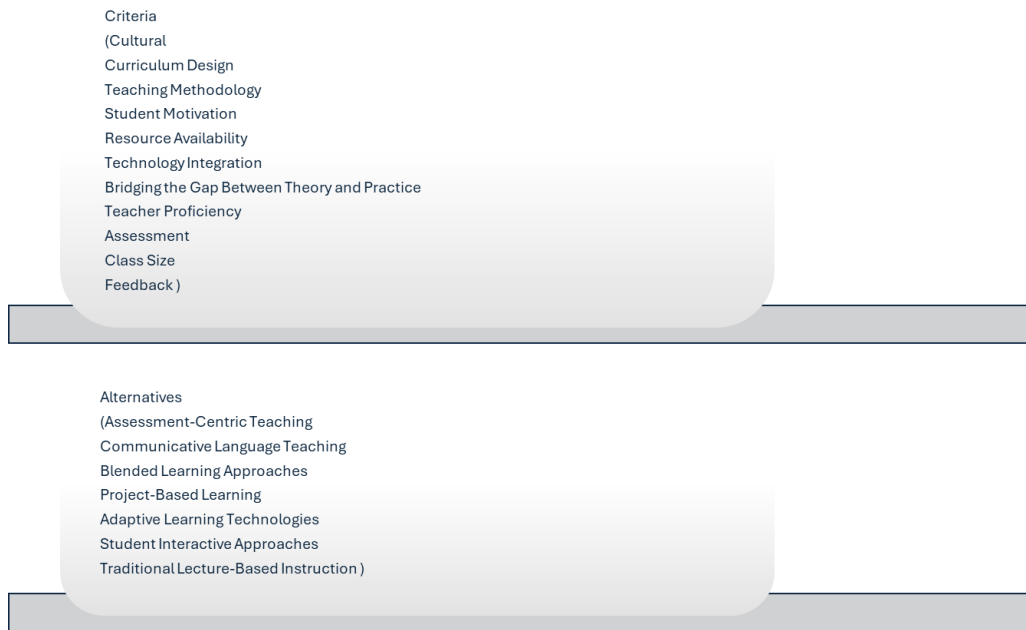 Criteria
(Cultural
Curriculum Design
Teaching Methodology
Student Motivation
Resource Availability
Technology Integration
Bridging the Gap Between Theory and Practice
Teacher Proficiency
Assessment
Class Size
Feedback )
Alternatives
(Assessment-Centric Teaching
Communicative Language Teaching
Blended Learning Approaches
Project-Based Learning
Adaptive Learning Technologies
Student Interactive Approaches
Traditional Lecture-Based Instruction )